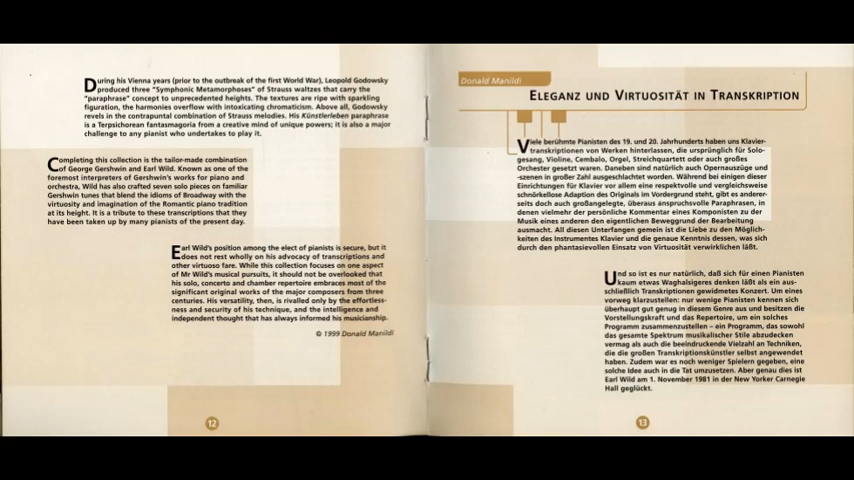 During his Vienna years (prior to the outbreak of the first World War), Leopold Godowsky
produced three "Symphonic Metamorphoses" of Strauss waltzes that carry the
"paraphrase" concept to unprecedented heights. The textures are ripe with sparkling
figuration, the harmonies overflow with intoxicating chromaticism. Above all, Godowsky
revels in the contrapuntal combination of Strauss melodies. His Künstlerleben paraphrase
is a Terpsichorean fantasmagoria from a creative mind of unique powers; it is also a major
challenge to any pianist who undertakes to play it.
Completing this collection is the tailor-made combination
of George Gershwin and Earl Wild. Known as one of the
foremost interpreters of Gershwin's works for piano and
orchestra, Wild has also crafted seven solo pieces on familiar
Gershwin tunes that blend the idioms of Broadway with the
virtuosity and imagination of the Romantic piano tradition
at its height. It is a tribute to these transcriptions that they
have been taken up by many pianists of the present day.
Earl Wild's position among the elect of pianists is secure, but it
does not rest wholly on his advocacy of transcriptions and
other virtuoso fare. While this collection focuses on one aspect
of Mr Wild's musical pursuits, it should not be overlooked that
his solo, concerto and chamber repertoire embraces most of the
significant original works of the major composers from three
centuries. His versatility, then, is rivalled only by the effortless-
ness and security of his technique, and the intelligence and
independent thought that has always informed his musicianship.
© 1999 Donald Manildi
12
Donald Manildi
ELEGANZ UND VIRTUOSITÄT IN TRANSKRIPTION
Viele berühmte Pianisten des 19. und 20. Jahrhunderts haben uns Klavier-
transkriptionen von Werken hinterlassen, die ursprünglich für Solo-
gesang, Violine, Cembalo, Orgel, Streichquartett oder auch großes
Orchester gesetzt waren. Daneben sind natürlich auch Opernauszüge und
-szenen in großer Zahl ausgeschlachtet worden. Während bei einigen dieser
Einrichtungen für Klavier vor allem eine respektvolle und vergleichsweise
schnörkellose Adaption des Originals im Vordergrund steht, gibt es anderer-
seits doch auch großangelegte, überaus anspruchsvolle Paraphrasen, in
denen vielmehr der persönliche Kommentar eines Komponisten zu der
Musik eines anderen den eigentlichen Beweggrund der Bearbeitung
ausmacht. All diesen Unterfangen gemein ist die Liebe zu den Möglich-
keiten des Instrumentes Klavier und die genaue Kenntnis dessen, was sich
durch den phantasievollen Einsatz von Virtuosität verwirklichen läßt.
Und so ist es nur natürlich, daß sich für einen Pianisten
kaum etwas Waghalsigeres denken läßt als ein aus-
schließlich Transkriptionen gewidmetes Konzert. Um eines
vorweg klarzustellen: nur wenige Pianisten kennen sich
überhaupt gut genug in diesem Genre aus und besitzen die
Vorstellungskraft und das Repertoire, um ein solches
Programm zusammenzustellen – ein Programm, das sowohl
das gesamte Spektrum musikalischer Stile abzudecken
vermag als auch die beeindruckende Vielzahl an Techniken,
die die großen Transkriptionskünstler selbst angewendet
haben. Zudem war es noch weniger Spielern gegeben, eine
solche Idee auch in die Tat umzusetzen. Aber genau dies ist
Earl Wild am 1. November 1981 in der New Yorker Carnegie
Hall geglückt.
13